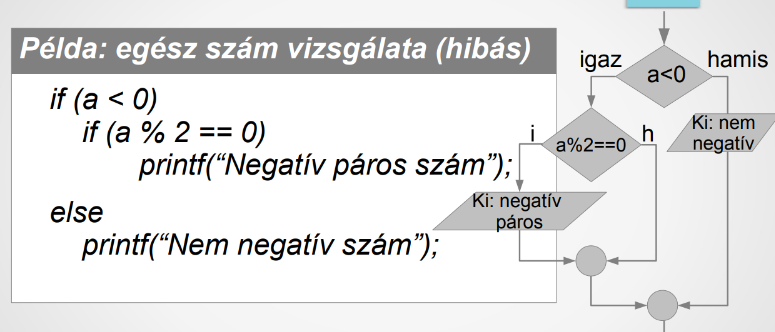 Példa: egész szám vizsgálata (hibás)
if (a < 0)
if (a % 2 == 0)
printf(“Negatív páros szám”);
else
printf(“Nem negatív szám”);
igaz
hamis
a<0
i
h
a%2==0
Ki: nem
negatív
Ki: negatív
páros